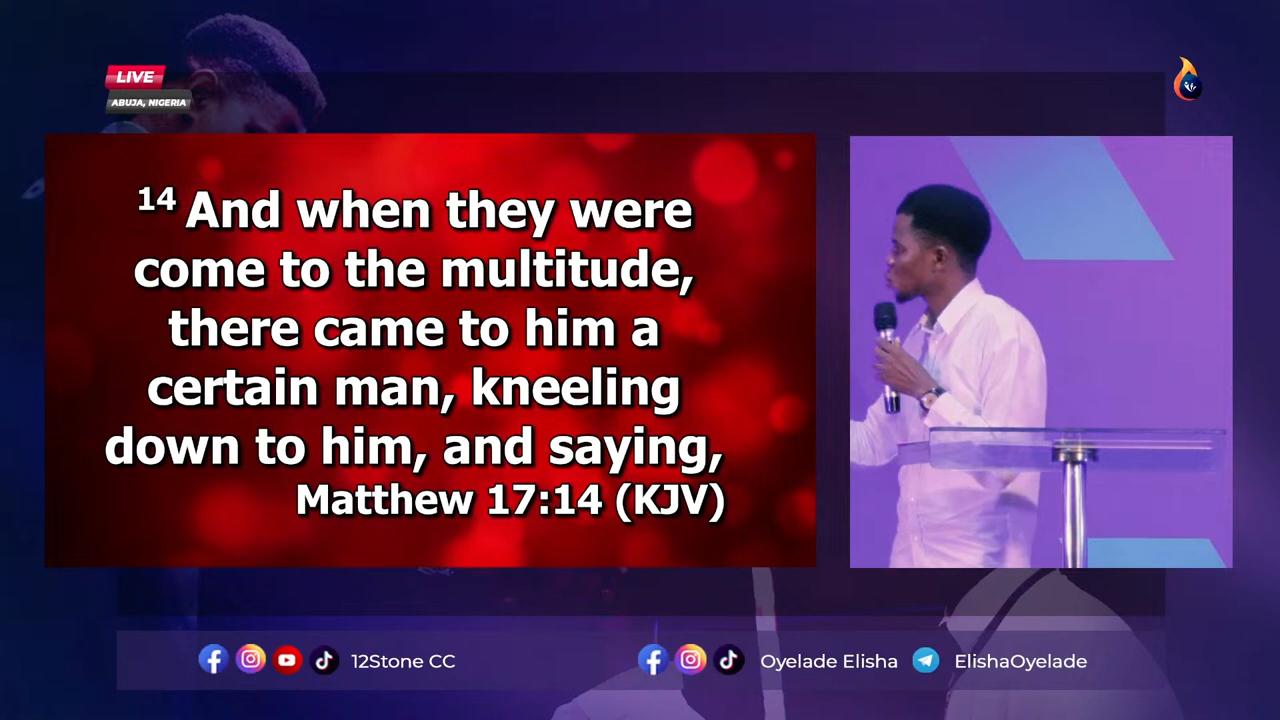 LIVE
ABUJA, NIGERIA
14 And when they were
come to the multitude,
there came to him a
certain man, kneeling
down to him, and saying,
Matthew 17:14 (KJV)
12Stone CC
Oyelade Elisha
ElishaOyelade